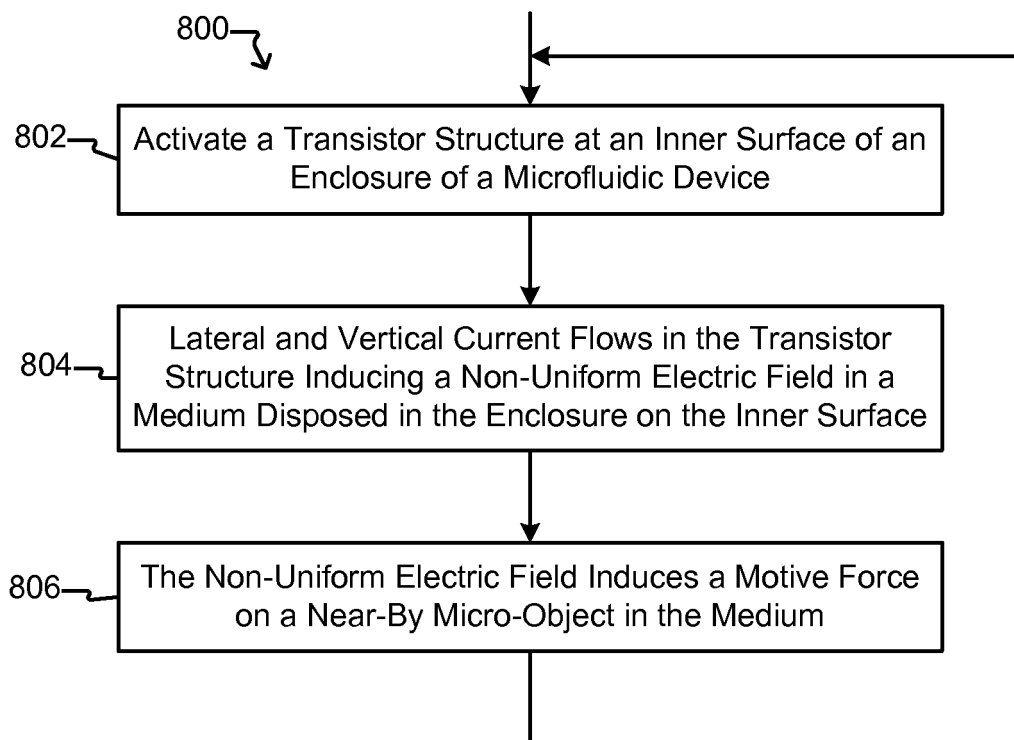 800
802
Activate a Transistor Structure at an Inner Surface of an
Enclosure of a Microfluidic Device
804
Lateral and Vertical Current Flows in the Transistor
Structure Inducing a Non-Uniform Electric Field in a
Medium Disposed in the Enclosure on the Inner Surface
806
The Non-Uniform Electric Field Induces a Motive Force
on a Near-By Micro-Object in the Medium